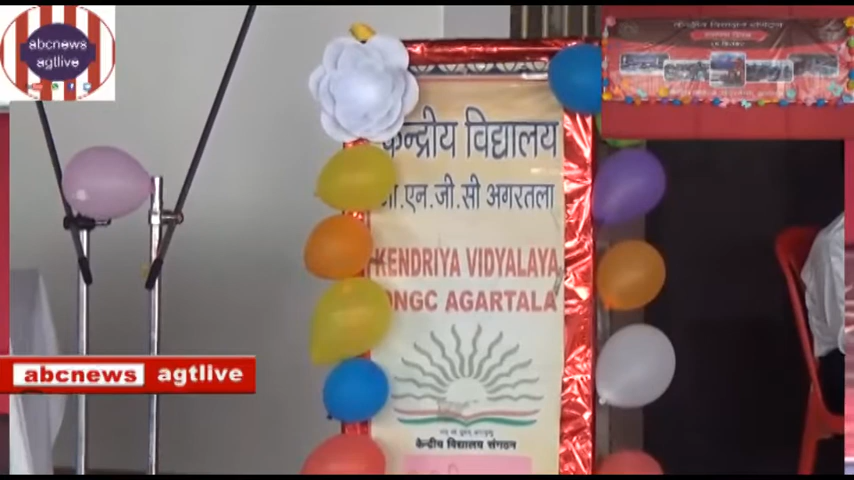 abcnews
agtlive
केन्द्रीय विद्यालय
ओ.एन.जी.सी अगरतला
KENDRIYA VIDYALAYA
ONGC AGARTALA
केन्द्रीय विद्यालय संगठन
abcnews agtlive